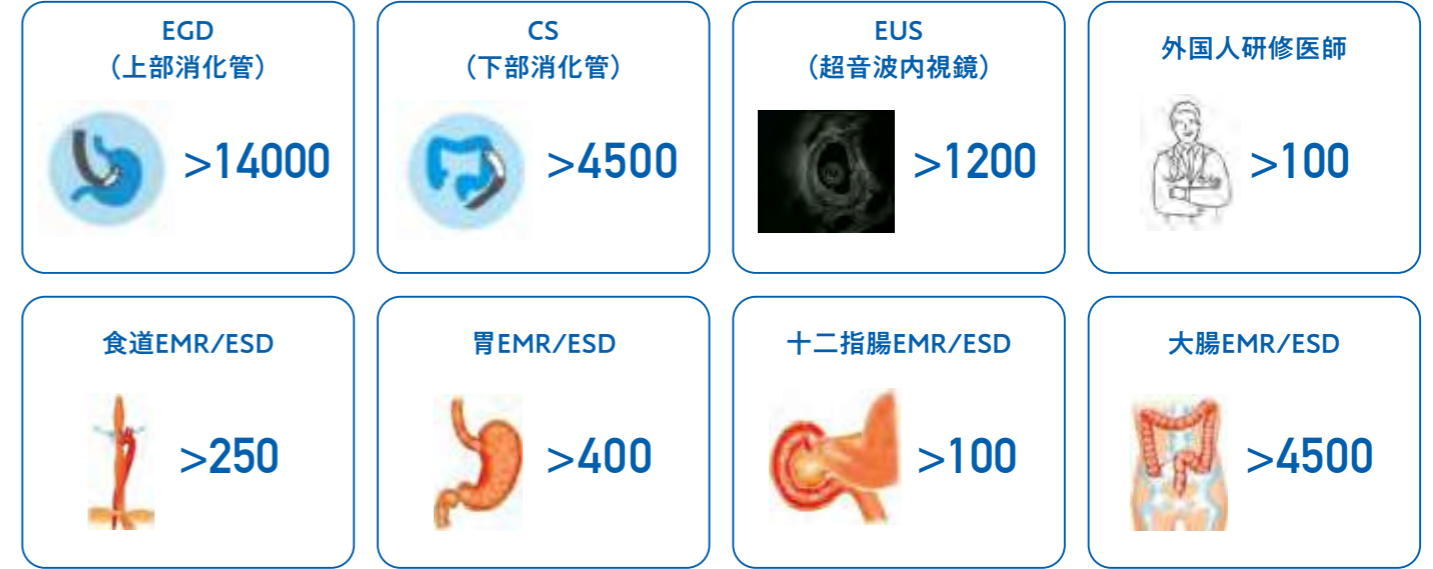 EGD
（上部消化管）
>14000
CS
（下部消化管）
>4500
EUS
（超音波内視鏡）
>1200
外国人研修医師
>100
食道EMR/ESD
>250
胃EMR/ESD
>400
十二指腸EMR/ESD
>100
大腸EMR/ESD
>4500